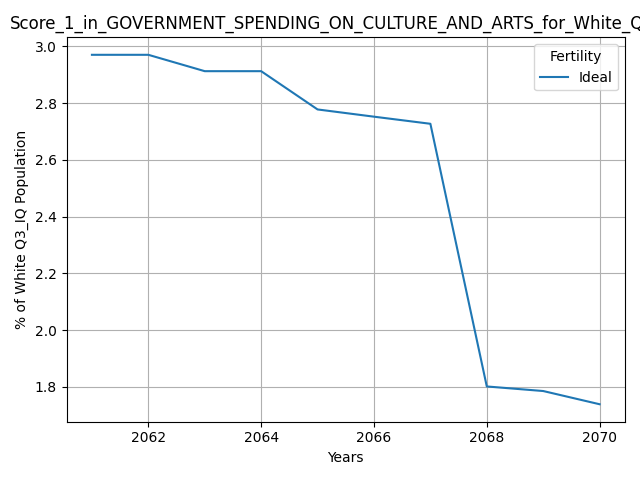 Score_1_in_GOVERNMENT_SPENDING_ON_CULTURE_AND_ARTS_for_White_Q
3.0
2.8
2.6
2.4
2.2
2.0
1.8
% of White Q3_IQ Population
Fertility
Ideal
2062 2064 2066 2068 2070
Years